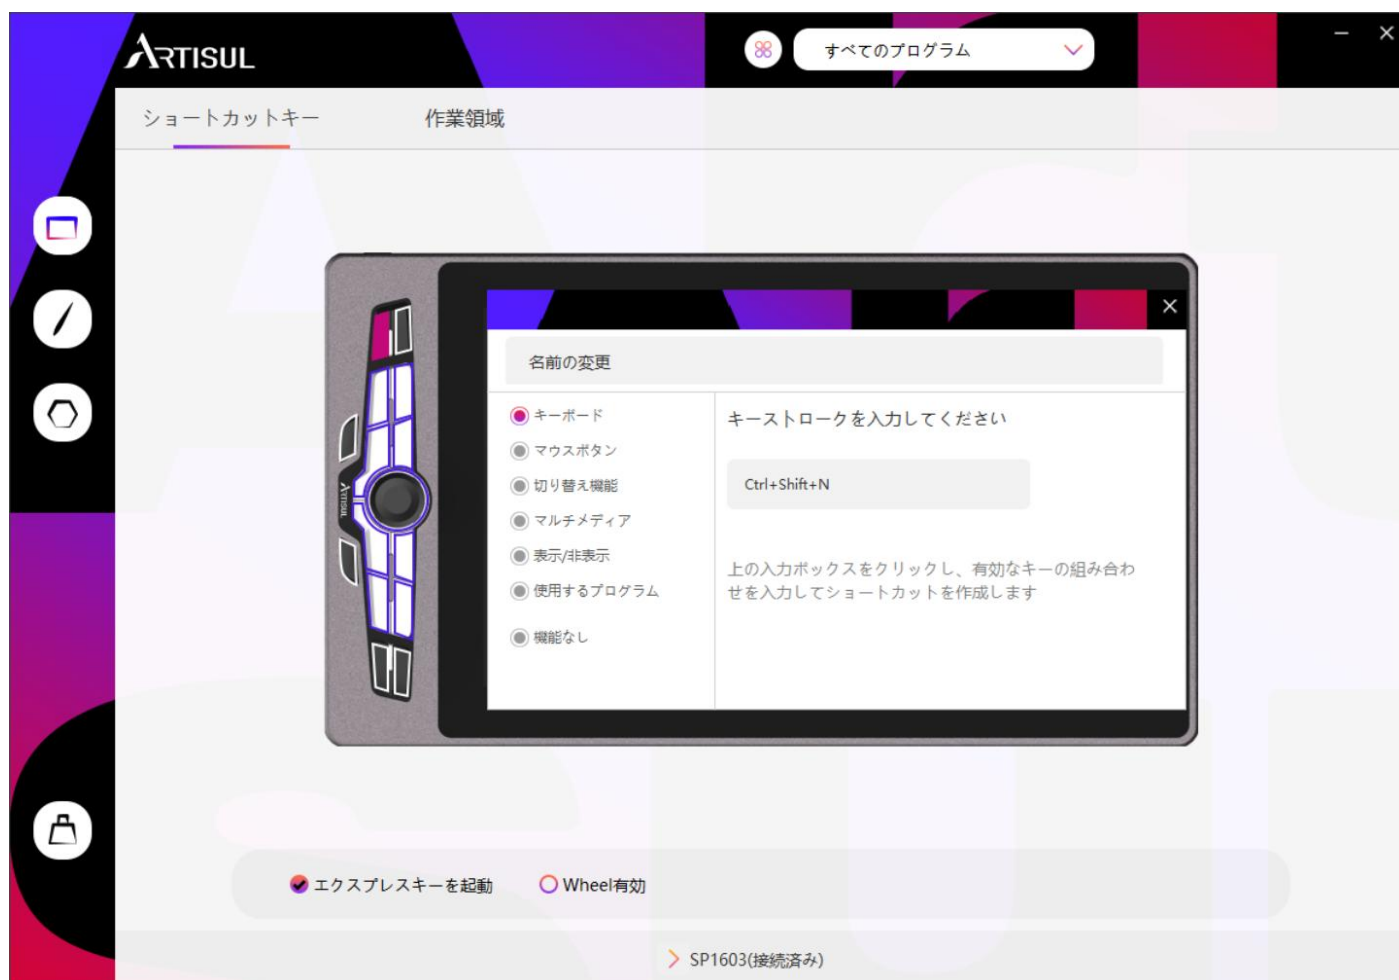 ARTISUL
すべてのプログラム
ショートカットキー
作業領域
名前の変更
キーボード
マウスボタン
切り替え機能
マルチメディア
表示/非表示
使用するプログラム
機能なし
キーストロークを入力してください
Ctrl+Shift+N
上の入力ボックスをクリックし、有効なキーの組み合わ
せを入力してショートカットを作成します
ARTISUL
エクスプレスキーを起動
Wheel有効
SP1603(接続済み)